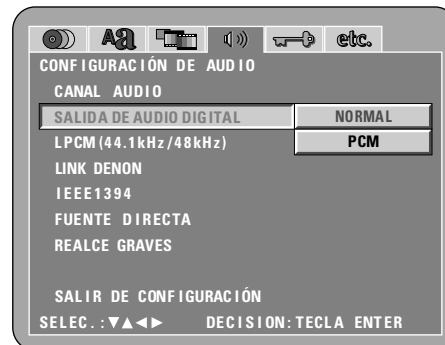 Aa etc.
CONFIGURACIÓN DE AUDIO
CANAL AUDIO
SALIDA DE AUDIO DIGITAL NORMAL
LPCM (44.1kHz/48kHz) PCM
LINK DENON
IEEE1394
FUENTE DIRECTA
REALCE GRAVES
SALIR DE CONFIGURACIÓN
SELEC.:▼▲◄► DECISION:TECLA ENTER